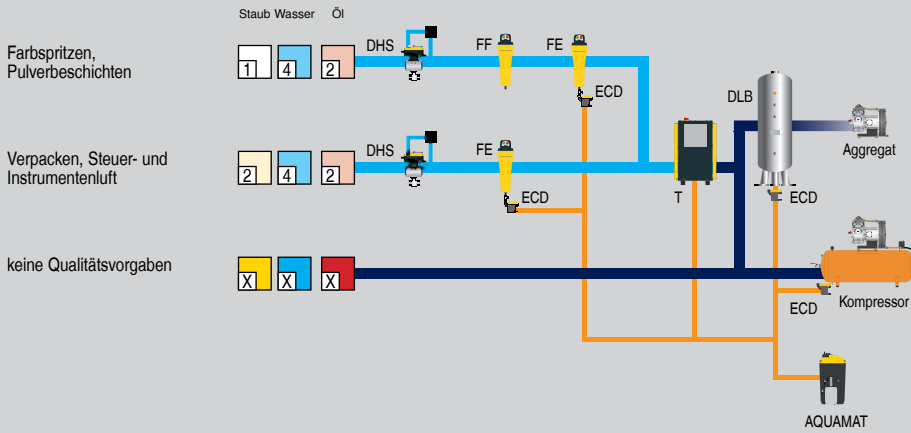 Staub Wasser Öl
Farbspritzen,
Pulverbeschichten
1 4 2
DHS
FF
FE
ECD
DLB
Aggregat
Verpacken, Steuer- und
Instrumentenluft
2 4 2
DHS
FE
ECD
T
ECD
keine Qualitätsvorgaben
X X X
ECD
Kompressor
AQUAMAT